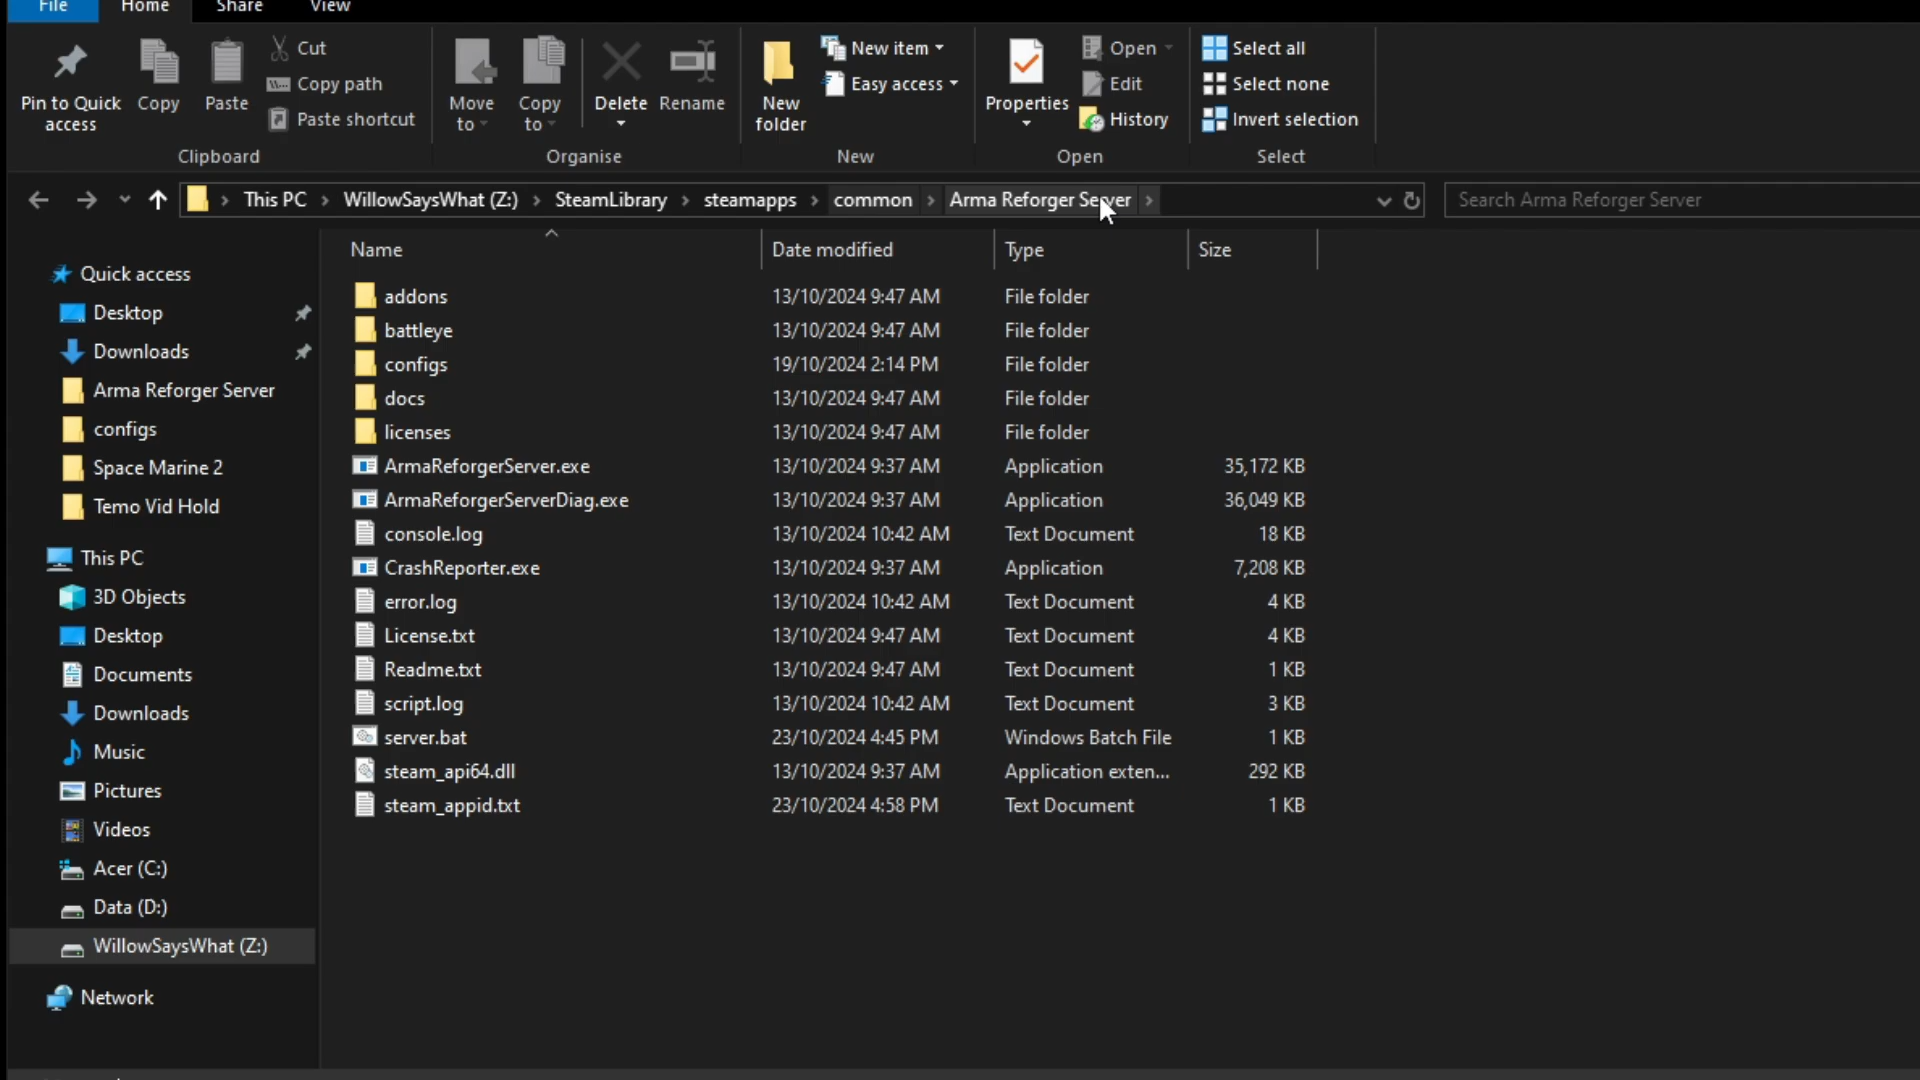 File Home Share View
Pin to Quick access
Copy
Paste
Cut
Copy path
Paste shortcut
Clipboard
Move to
Copy to
Delete
Rename
Organise
New folder
New item
Easy access
New
Properties
Open
Edit
History
Open
Select all
Select none
Invert selection
Select
This PC › WillowSaysWhat (Z:) › SteamLibrary › steamapps › common › Arma Reforger Server ›
Search Arma Reforger Server
Quick access
Desktop
Downloads
Arma Reforger Server
configs
Space Marine 2
Temo Vid Hold
This PC
3D Objects
Desktop
Documents
Downloads
Music
Pictures
Videos
Acer (C:)
Data (D:)
WillowSaysWhat (Z:)
Network
Name Date modified Type Size
addons 13/10/2024 9:47 AM File folder
battleye 13/10/2024 9:47 AM File folder
configs 19/10/2024 2:14 PM File folder
docs 13/10/2024 9:47 AM File folder
licenses 13/10/2024 9:47 AM File folder
ArmaReforgerServer.exe 13/10/2024 9:37 AM Application 35,172 KB
ArmaReforgerServerDiag.exe 13/10/2024 9:37 AM Application 36,049 KB
console.log 13/10/2024 10:42 AM Text Document 18 KB
CrashReporter.exe 13/10/2024 9:37 AM Application 7,208 KB
error.log 13/10/2024 10:42 AM Text Document 4 KB
License.txt 13/10/2024 9:47 AM Text Document 4 KB
Readme.txt 13/10/2024 9:47 AM Text Document 1 KB
script.log 13/10/2024 10:42 AM Text Document 3 KB
server.bat 23/10/2024 4:45 PM Windows Batch File 1 KB
steam_api64.dll 13/10/2024 9:37 AM Application exten... 292 KB
steam_appid.txt 23/10/2024 4:58 PM Text Document 1 KB